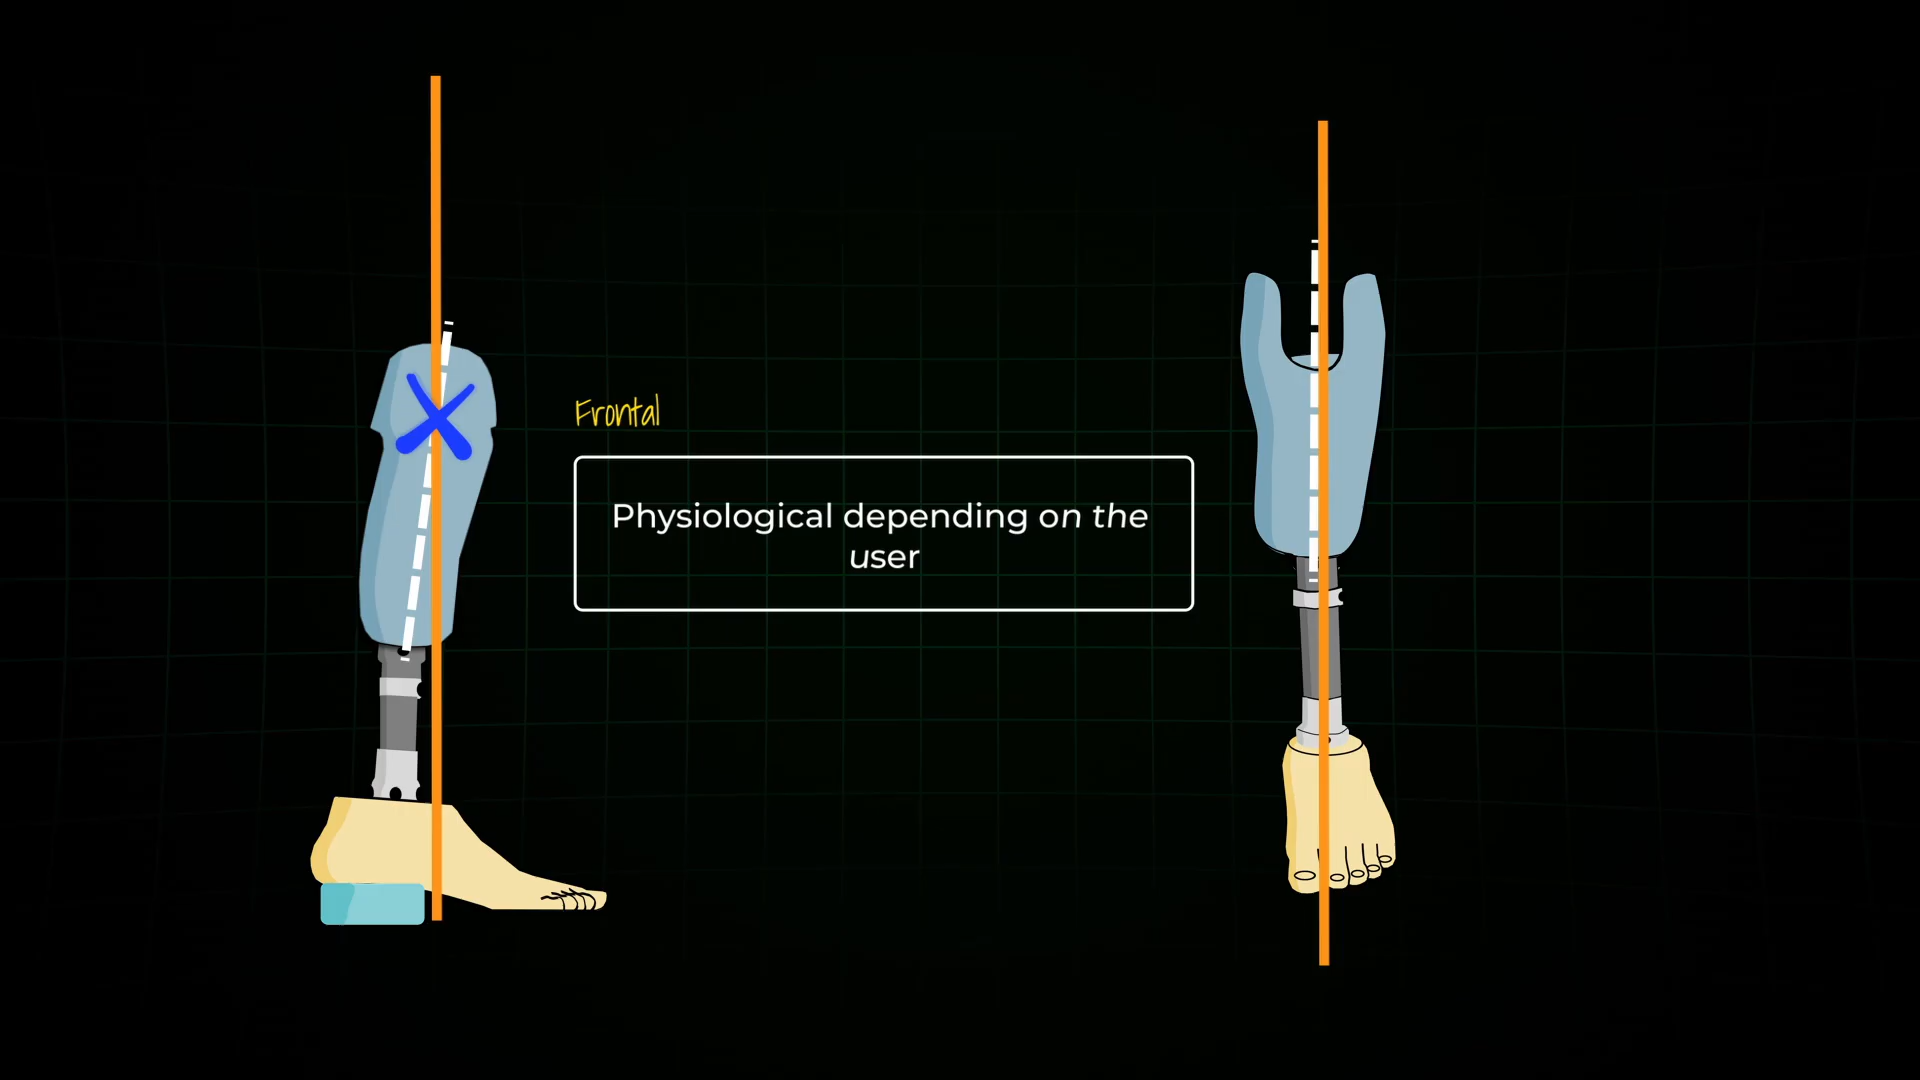 Frontal
Physiological depending on the
user